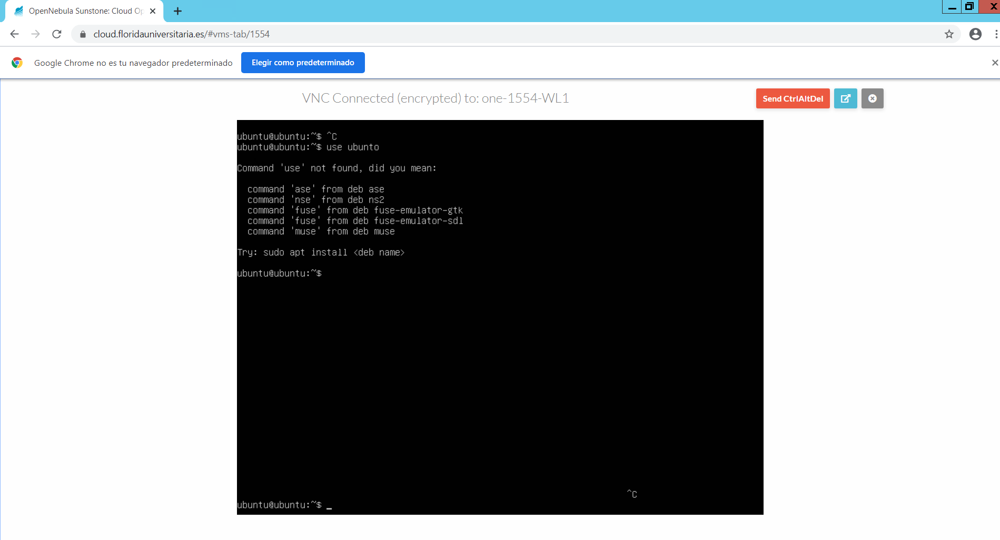 OpenNebula Sunstone: Cloud Op
cloud.floridauniversitaria.es/#vms-tab/1554
Google Chrome no es tu navegador predeterminado
Elegir como predeterminado
VNC Connected (encrypted) to: one-1554-WL1
Send CtrlAltDel
ubuntu@ubuntu:~$ ^C
ubuntu@ubuntu:~$ use ubunto
Command 'use' not found, did you mean:
command 'ase' from deb ase
command 'nse' from deb ns2
command 'fuse' from deb fuse-emulator-gtk
command 'fuse' from deb fuse-emulator-sdl
command 'muse' from deb muse
Try: sudo apt install <deb name>
ubuntu@ubuntu:~$
^C
ubuntu@ubuntu:~$ _